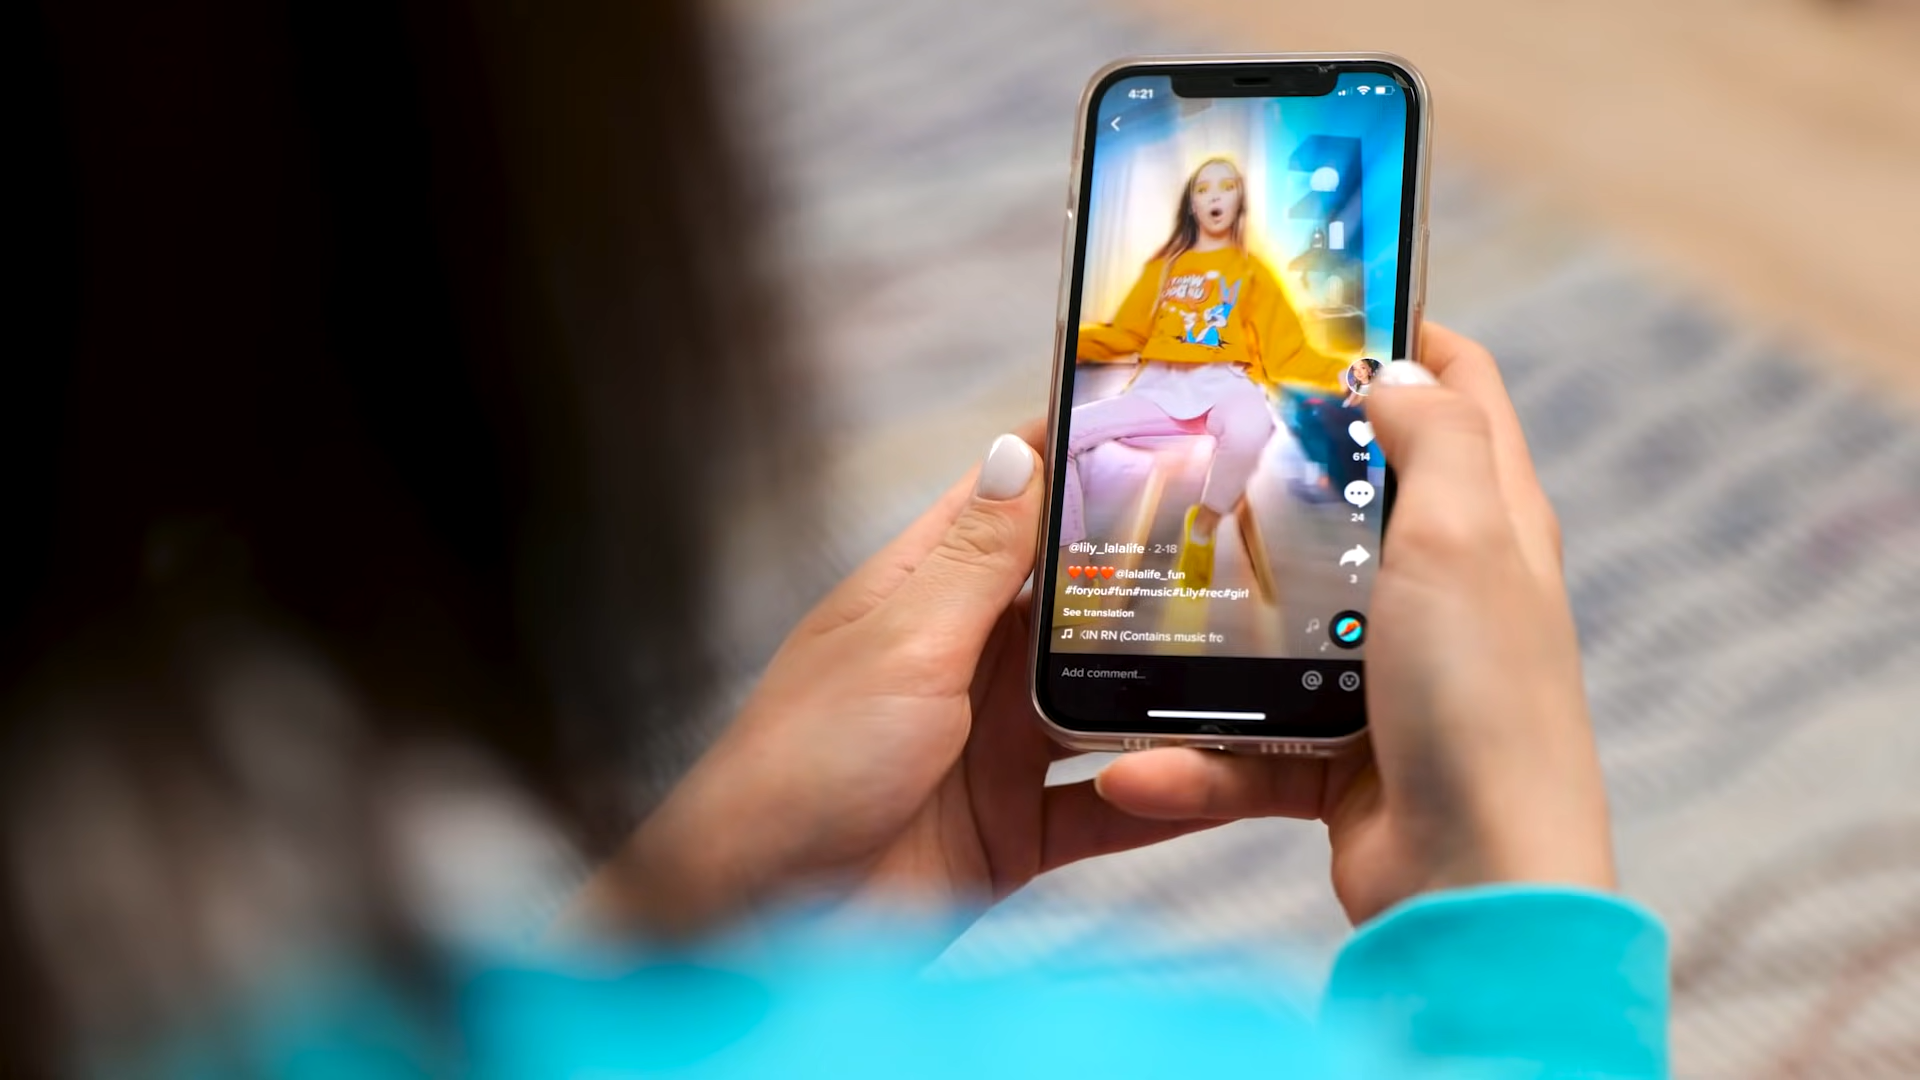 4:21
614
24
3
@lily_lalalife · 2-18
❤️❤️❤️@lalalife_fun
#foryou#fun#music#Lily#rec#girl
See translation
KIN RN (Contains music fro
Add comment...